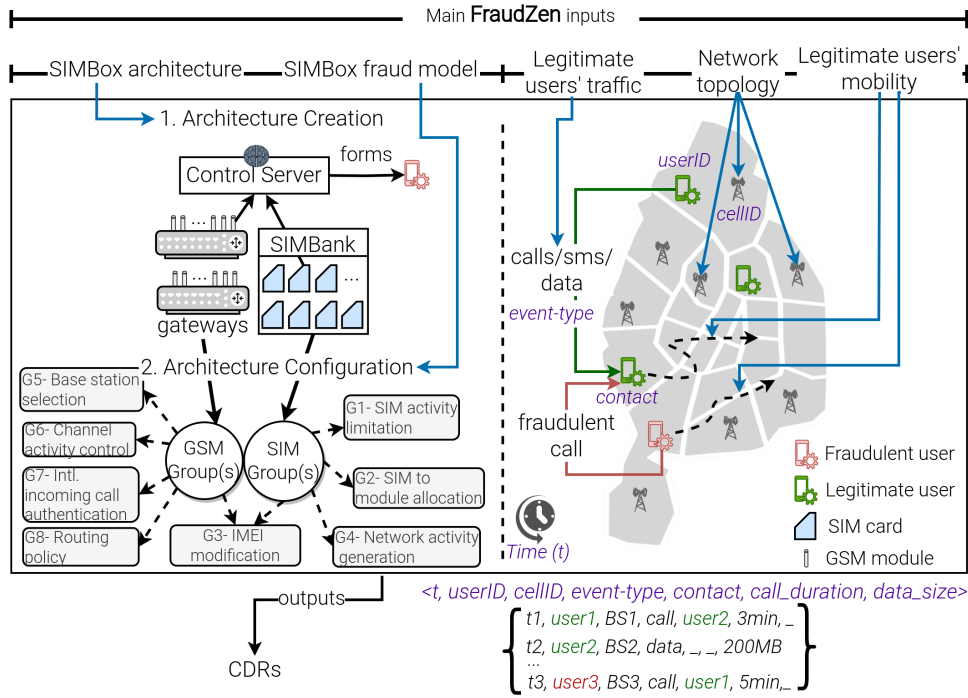 Main FraudZen inputs
SIMBox architecture
SIMBox fraud model
Legitimate
users' traffic
Network
topology
Legitimate users'
mobility
1. Architecture Creation
forms
Control Server
SIMBank
...
...
gateways
2. Architecture Configuration
G5- Base station
selection
G6- Channel
activity control
G7- Intl.
incoming call
authentication
G8- Routing
policy
GSM
Group(s)
SIM
Group(s)
G1- SIM activity
limitation
G2- SIM to
module allocation
G3- IMEI
modification
G4- Network activity
generation
userID
cellID
calls/sms/
data
event-type
contact
fraudulent
call
Time (t)
Fraudulent user
Legitimate user
SIM card
GSM module
outputs
CDRs
<t, userID, cellID, event-type, contact, call_duration, data_size>
t1, user1, BS1, call, user2, 3min, _
t2, user2, BS2, data, _, _, 200MB
...
t3, user3, BS3, call, user1, 5min,_